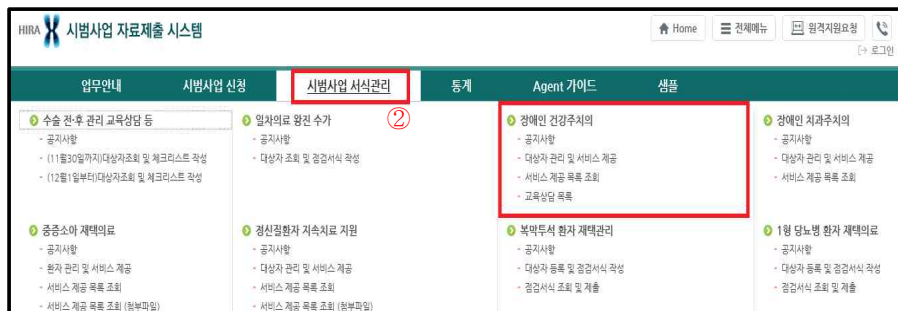 HIRA X 시범사업 자료제출 시스템
Home 전체메뉴 원격지원요청
로그인
업무안내 시범사업 신청 시범사업 서식관리 통계 Agent 가이드 샘플
②
수술 전·후 관리 교육상담 등
- 공지사항
- (11월30일까지)대상자조회 및 체크리스트 작성
- (12월1일부터)대상자조회 및 체크리스트 작성
일차의료 왕진 수가
- 공지사항
- 대상자 조회 및 점검서식 작성
장애인 건강주치의
- 공지사항
- 대상자 관리 및 서비스 제공
- 서비스 제공 목록 조회
- 교육상담 목록
장애인 치과주치의
- 공지사항
- 대상자 관리 및 서비스 제공
- 서비스 제공 목록 조회
중증소아 재택의료
- 공지사항
- 환자 관리 및 서비스 제공
- 서비스 제공 목록 조회
- 서비스 제공 목록 조회 (첨부파일)
정신질환자 지속치료 지원
- 공지사항
- 대상자 관리 및 서비스 제공
- 서비스 제공 목록 조회
- 서비스 제공 목록 조회 (첨부파일)
복막투석 환자 재택관리
- 공지사항
- 대상자 등록 및 점검서식 작성
- 점검서식 조회 및 제출
1형 당뇨병 환자 재택의료
- 공지사항
- 대상자 등록 및 점검서식 작성
- 점검서식 조회 및 제출